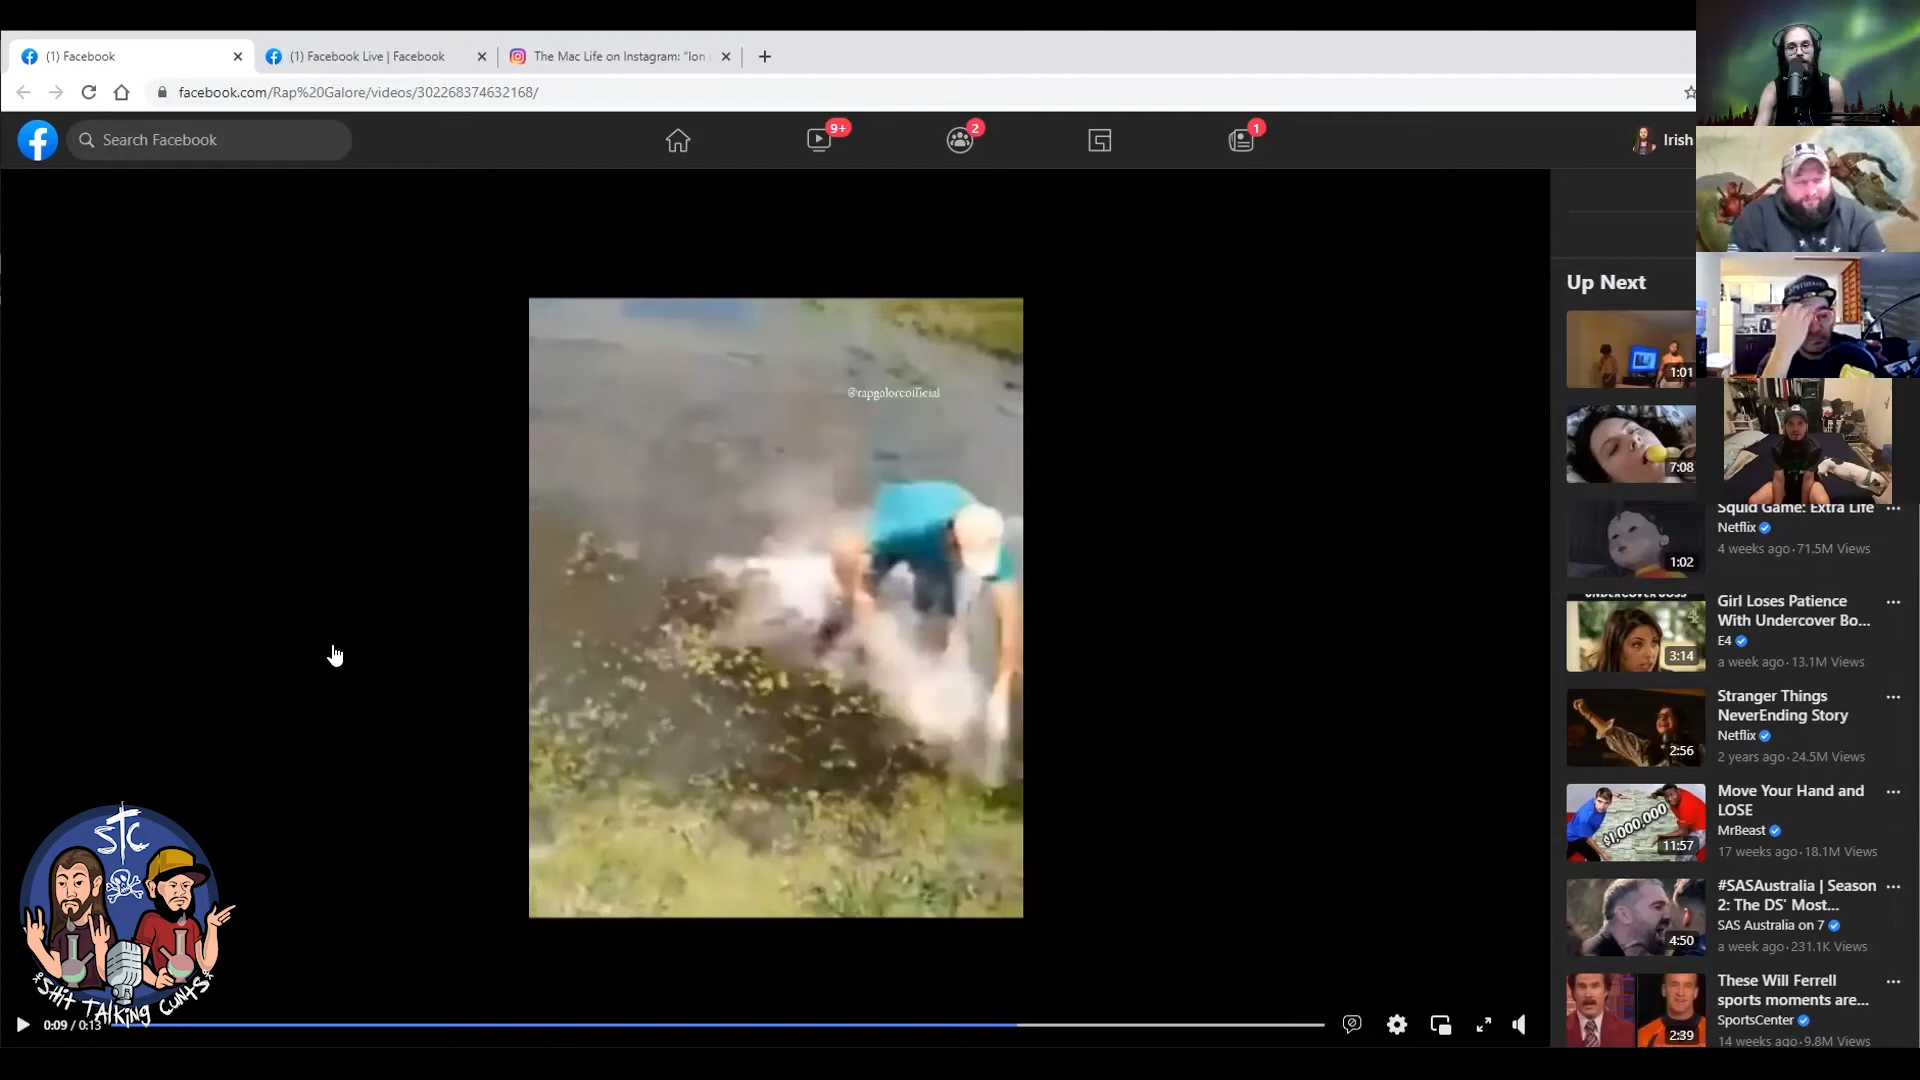 (1) Facebook
(1) Facebook Live | Facebook
The Mac Life on Instagram: "Ion
facebook.com/Rap%20Galore/videos/302268374632168/
Search Facebook
9+
2
1
Irish
@rapgaloreofficial
Up Next
1:01
7:08
Squid Game: Extra Life
Netflix
4 weeks ago · 71.5M Views
1:02
UNDERCOVER BOSS
4
Girl Loses Patience
With Undercover Bo...
E4
a week ago · 13.1M Views
3:14
Stranger Things
NeverEnding Story
Netflix
2 years ago · 24.5M Views
2:56
Move Your Hand and
LOSE
MrBeast
17 weeks ago · 18.1M Views
$1,000,000
11:57
#SASAustralia | Season
2: The DS' Most...
SAS Australia on 7
a week ago · 231.1K Views
4:50
These Will Ferrell
sports moments are...
SportsCenter
14 weeks ago · 9.8M Views
2:39
STC
SHIT TALKING CUNTS
0:09 / 0:13